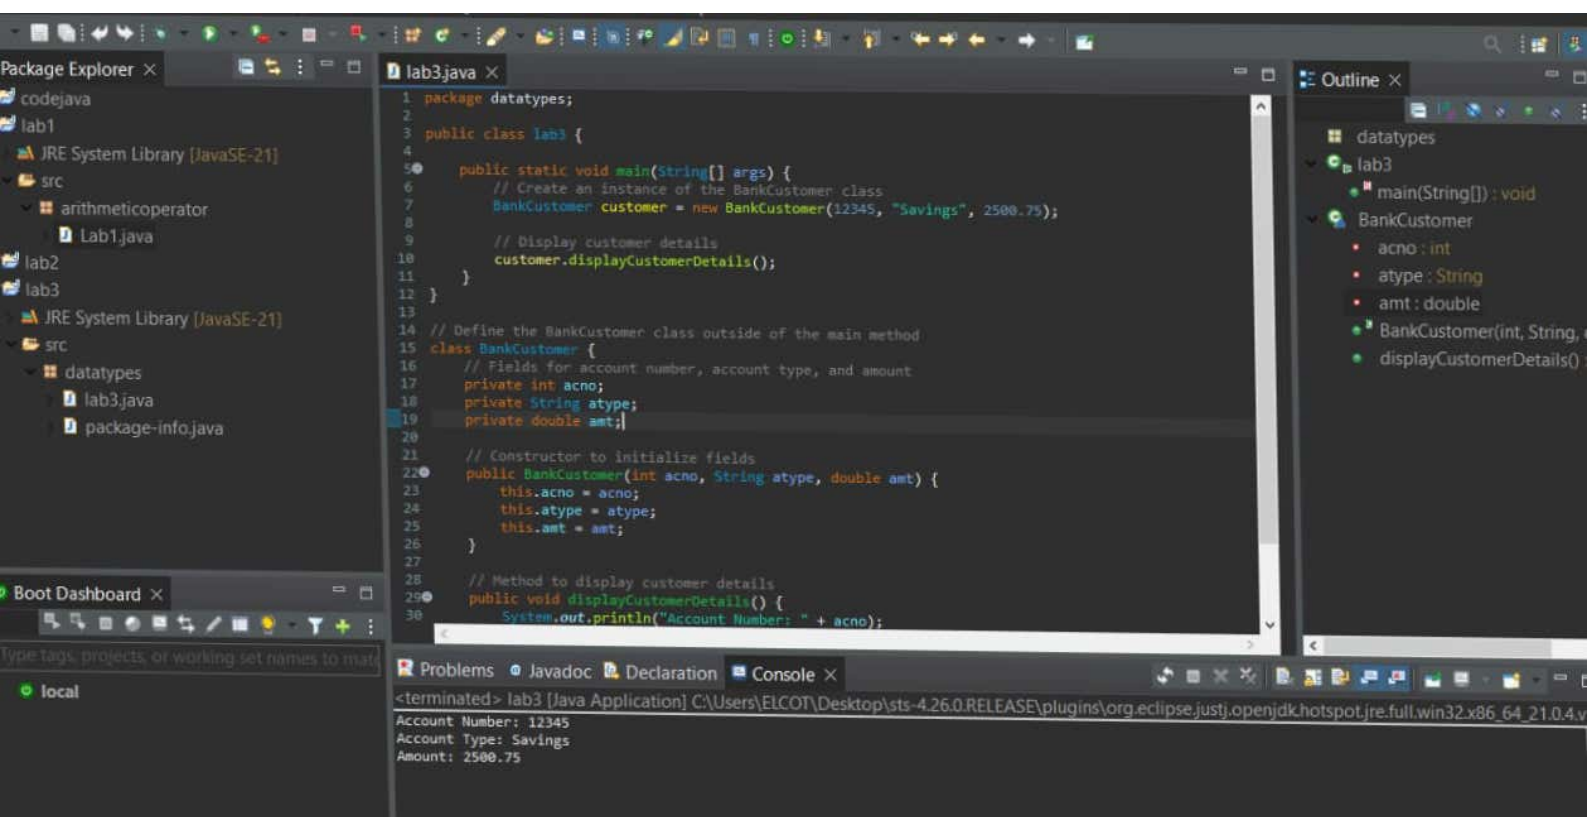 Package Explorer
codejava
lab1
JRE System Library [JavaSE-21]
src
arithmeticoperator
Lab1.java
lab2
lab3
JRE System Library [JavaSE-21]
src
datatypes
lab3.java
package-info.java
Boot Dashboard
Type tags, projects, or working set names to mat
local
lab3.java
1 package datatypes;
2
3 public class lab3 {
4
5 public static void main(String[] args) {
6 // Create an instance of the BankCustomer class
7 BankCustomer customer = new BankCustomer(12345, "Savings", 2500.75);
8
9 // Display customer details
10 customer.displayCustomerDetails();
11 }
12 }
13
14 // Define the BankCustomer class outside of the main method
15 class BankCustomer {
16 // Fields for account number, account type, and amount
17 private int acno;
18 private String atype;
19 private double amt;
20
21 // Constructor to initialize fields
22 public BankCustomer(int acno, String atype, double amt) {
23 this.acno = acno;
24 this.atype = atype;
25 this.amt = amt;
26 }
27
28 // Method to display customer details
29 public void displayCustomerDetails() {
30 System.out.println("Account Number: " + acno);
Outline
datatypes
lab3
main(String[]) : void
BankCustomer
acno : int
atype : String
amt : double
BankCustomer(int, String,
displayCustomerDetails()
Problems Javadoc Declaration Console
<terminated> lab3 [Java Application] C:\Users\ELCOT\Desktop\sts-4.26.0.RELEASE\plugins\org.eclipse.justj.openjdk.hotspot.jre.full.win32.x86_64_21.0.4.v
Account Number: 12345
Account Type: Savings
Amount: 2500.75